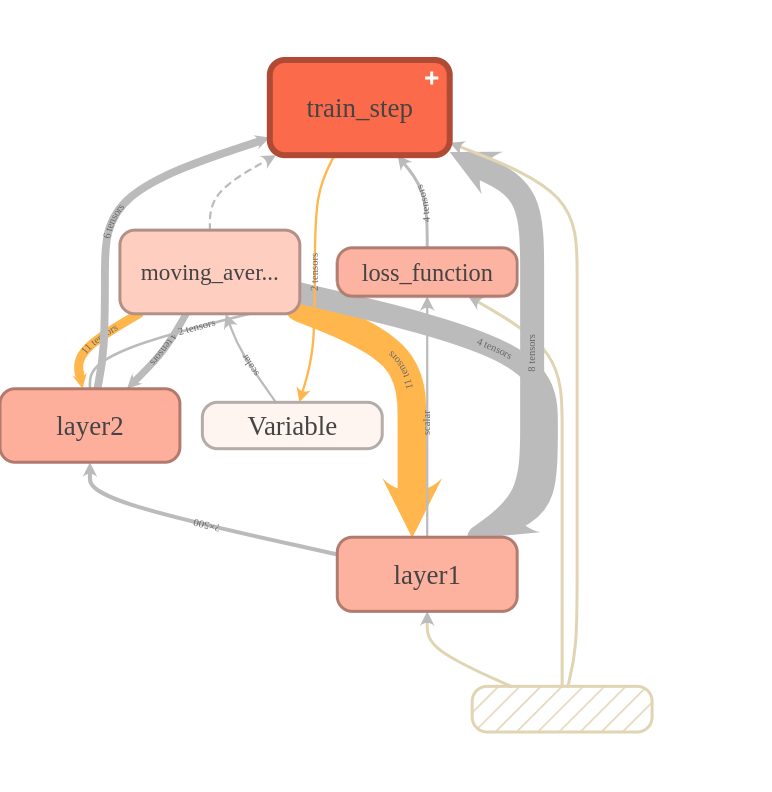 +
train_step
6 tensors
4 tensors
moving_aver...
2 tensors
loss_function
11 tensors
2 tensors
4 tensors
scalar
4 tensors
8 tensors
11 tensors
layer2
Variable
scalar
?×500
layer1